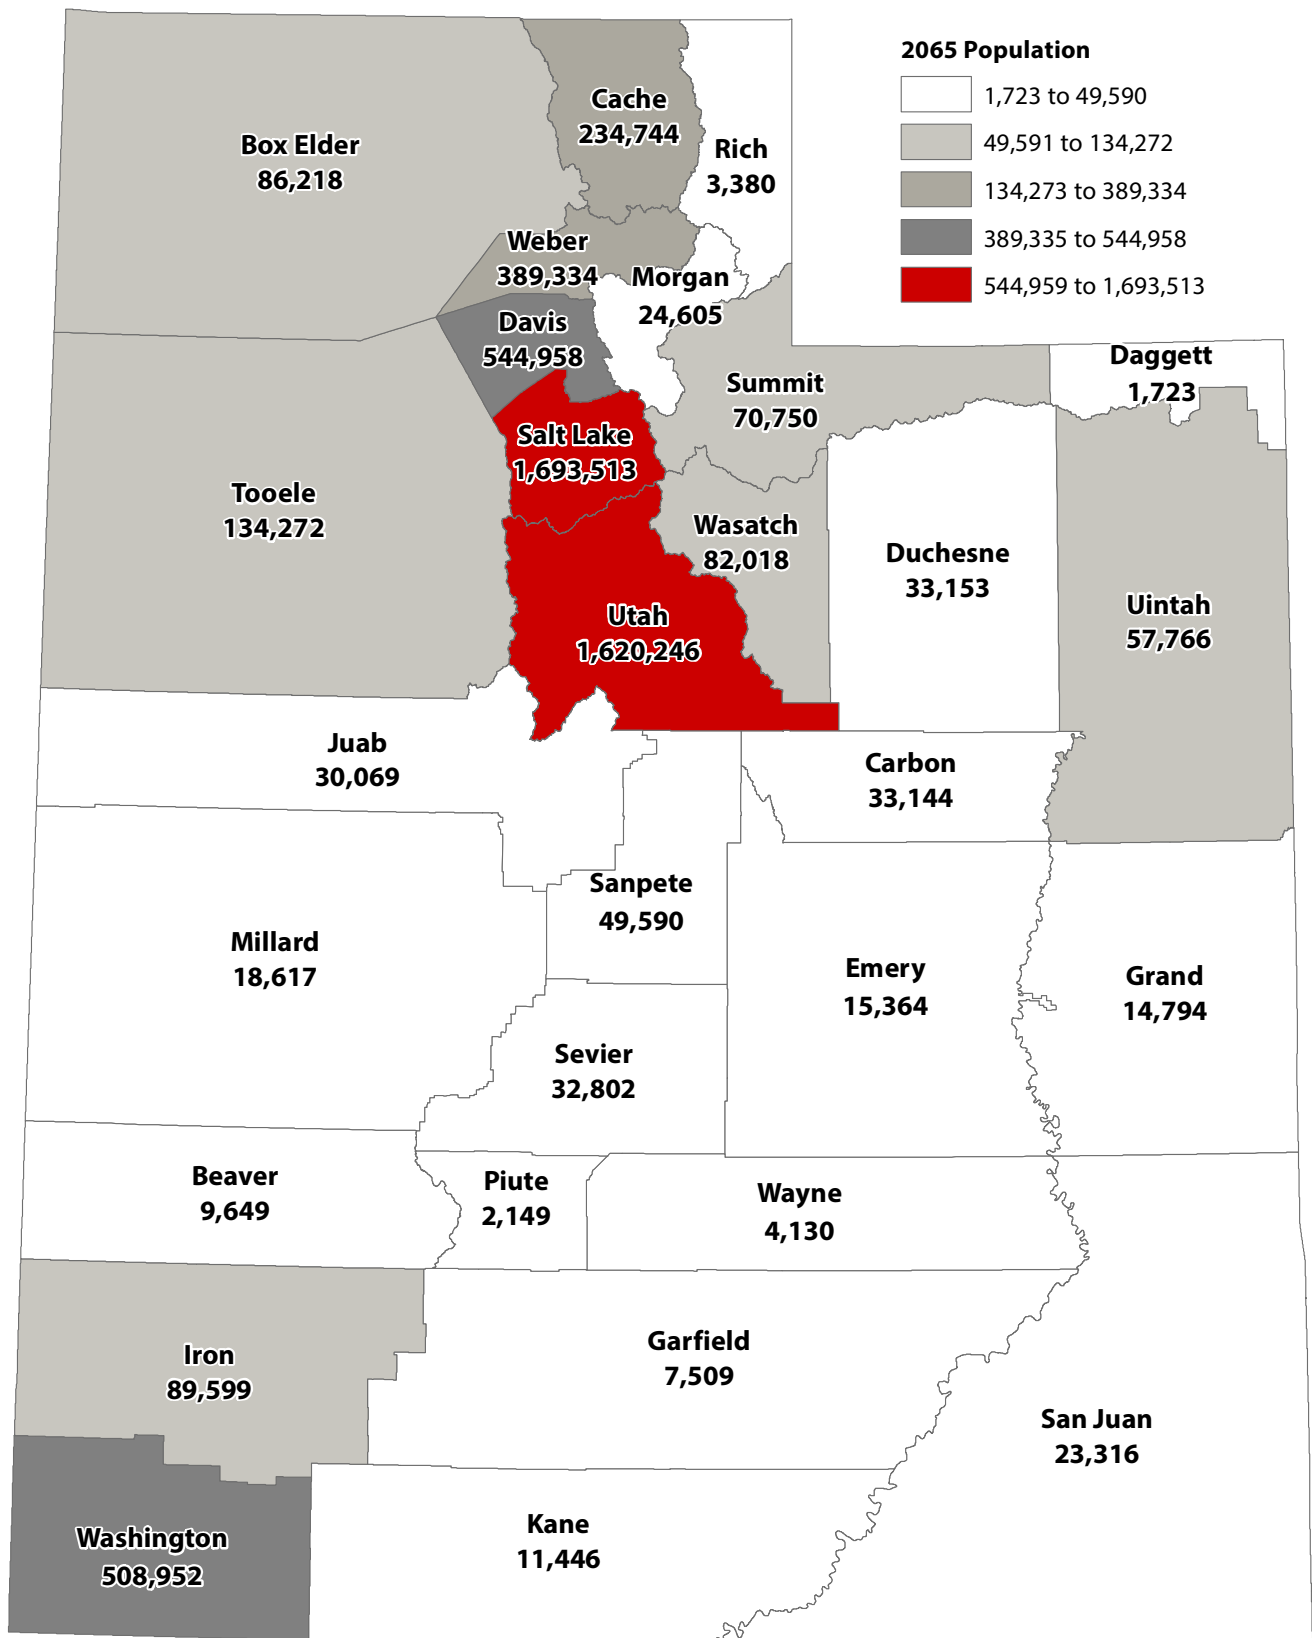 2065 Population
1,723 to 49,590
49,591 to 134,272
134,273 to 389,334
389,335 to 544,958
544,959 to 1,693,513
Cache
234,744
Box Elder
86,218
Rich
3,380
Weber
389,334
Morgan
24,605
Davis
544,958
Daggett
1,723
Summit
70,750
Salt Lake
1,693,513
Tooele
134,272
Wasatch
82,018
Duchesne
33,153
Uintah
57,766
Utah
1,620,246
Juab
30,069
Carbon
33,144
Sanpete
49,590
Millard
18,617
Emery
15,364
Grand
14,794
Sevier
32,802
Beaver
9,649
Piute
2,149
Wayne
4,130
Iron
89,599
Garfield
7,509
San Juan
23,316
Washington
508,952
Kane
11,446